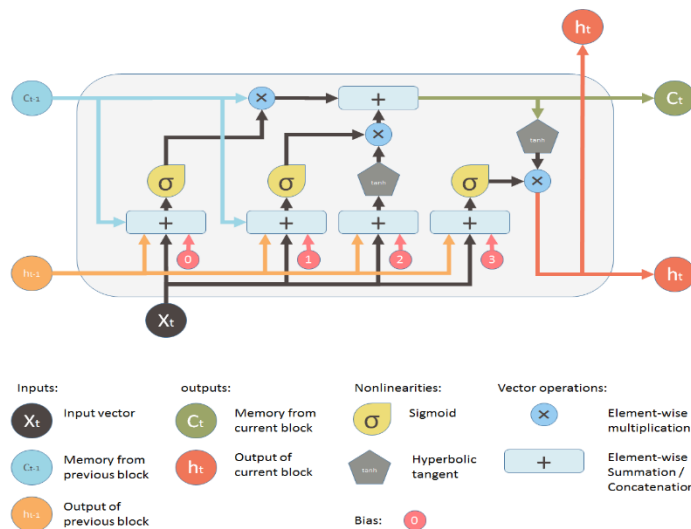 ht
Ct-1
×
+
Ct
tanh
×
σ
σ
tanh
σ
×
+
+
+
+
0
1
2
3
ht-1
ht
Xt
Inputs:
outputs:
Nonlinearities:
Vector operations:
Xt
Input vector
Ct
Memory from
current block
σ
Sigmoid
×
Element-wise
multiplication
Ct-1
Memory from
previous block
ht
Output of
current block
tanh
Hyperbolic
tangent
+
Element-wise
Summation /
Concatenation
ht-1
Output of
previous block
Bias:
0